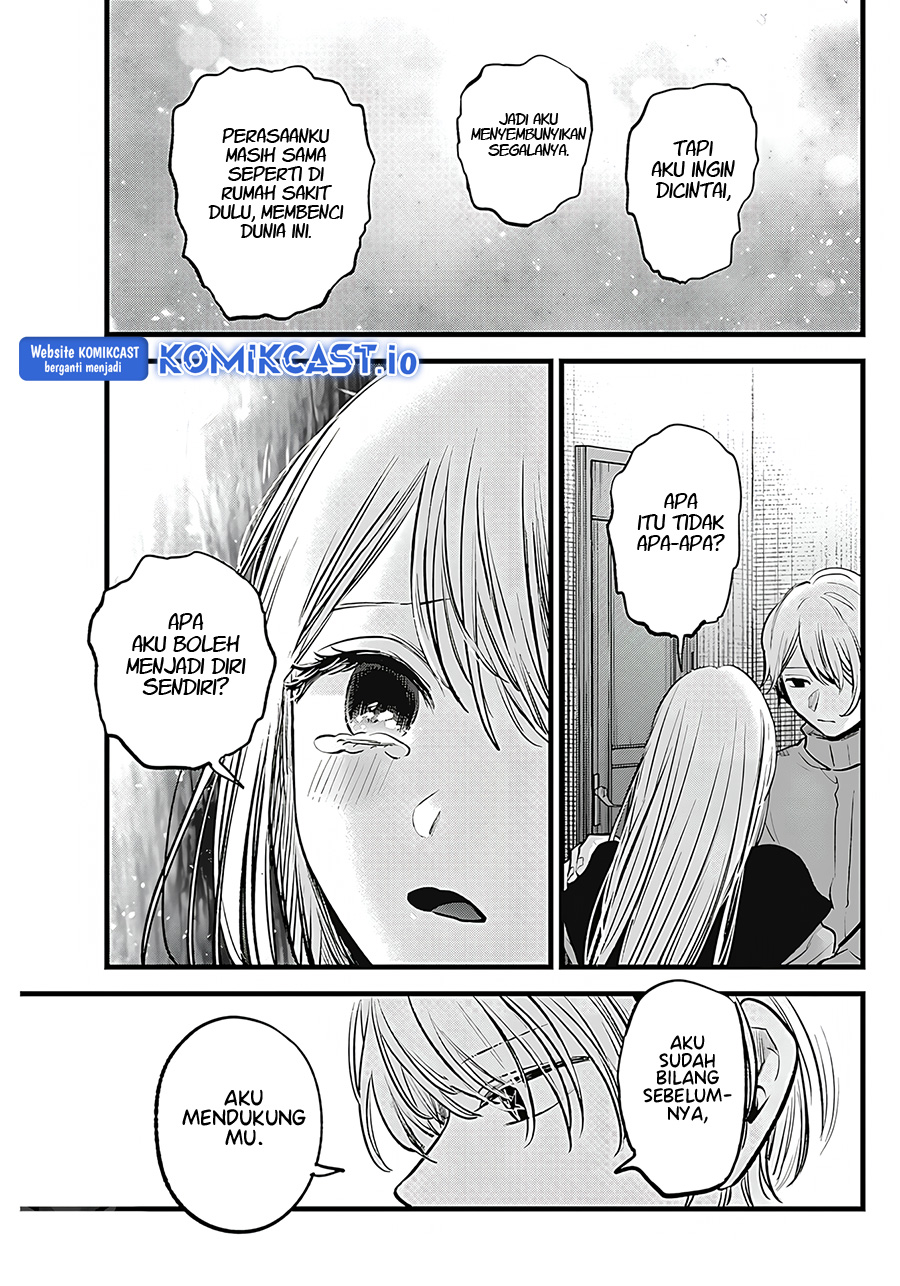 TAPI
AKU INGIN
DICINTAI,
JADI AKU
MENYEMBUNYIKAN
SEGALANYA.
PERASAANKU
MASIH SAMA
SEPERTI DI
RUMAH SAKIT
DULU, MEMBENCI
DUNIA INI.
Website KOMIKCAST
berganti menjadi
KOMIKCAST.io
APA
ITU TIDAK
APA-APA?
APA
AKU BOLEH
MENJADI DIRI
SENDIRI?
AKU
SUDAH
BILANG
SEBELUM-
NYA,
AKU
MENDUKUNG
MU.